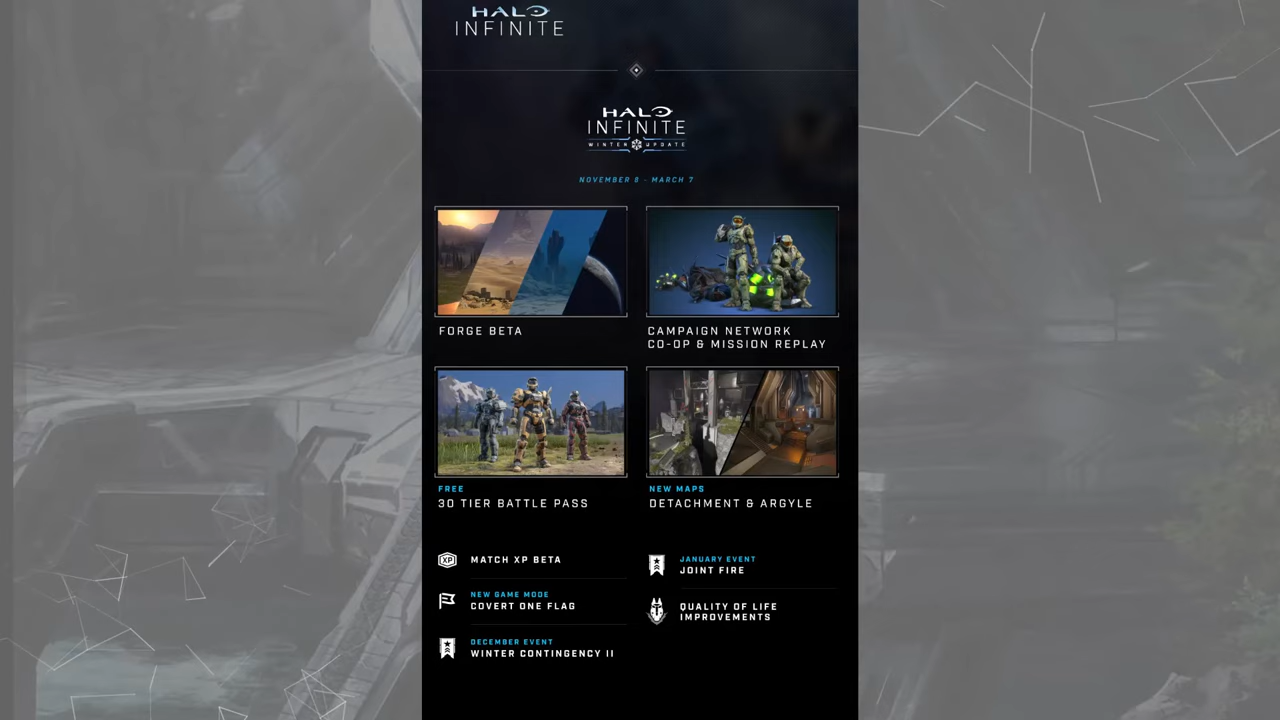 HALO
INFINITE
HALO
INFINITE
WINTER UPDATE
NOVEMBER 8 - MARCH 7
FORGE BETA
CAMPAIGN NETWORK
CO-OP & MISSION REPLAY
FREE
30 TIER BATTLE PASS
NEW MAPS
DETACHMENT & ARGYLE
XP
MATCH XP BETA
NEW GAME MODE
COVERT ONE FLAG
DECEMBER EVENT
WINTER CONTINGENCY II
JANUARY EVENT
JOINT FIRE
QUALITY OF LIFE
IMPROVEMENTS